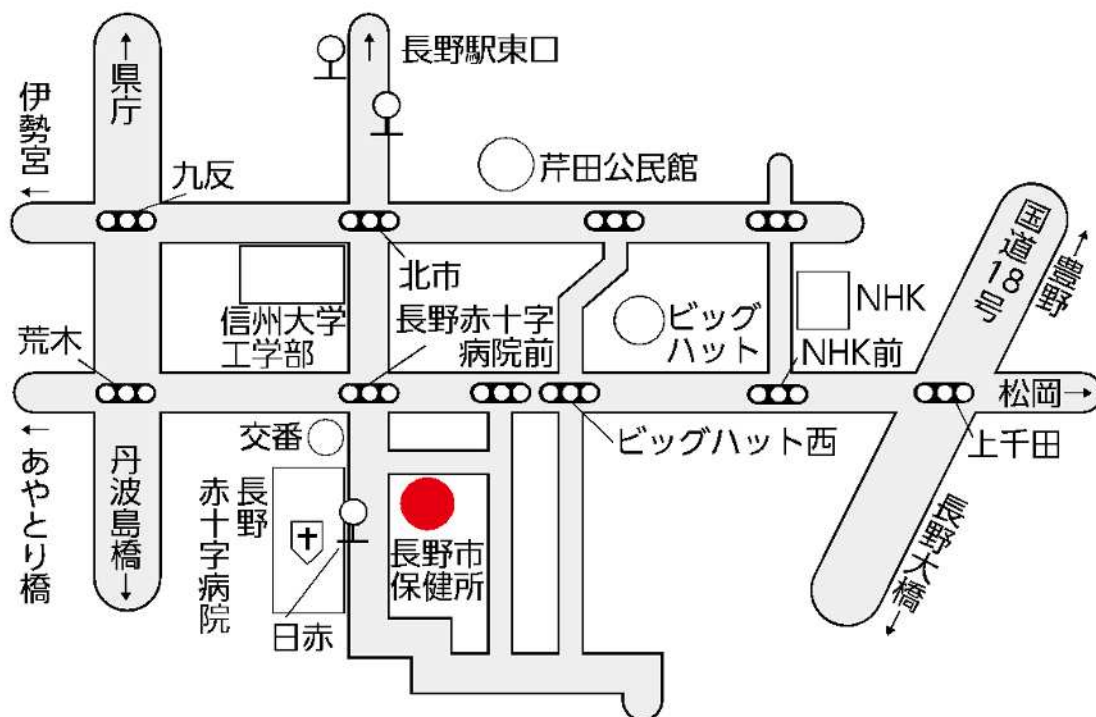 長野駅東口
県庁
伊勢宮
九反
芹田公民館
国道18号
豊野
北市
NHK
信州大学
工学部
長野赤十字
病院前
ビッグ
ハット
荒木
NHK前
松岡
交番
ビッグハット西
上千田
あやとり橋
丹波島橋
長野
赤十字病院
長野市
保健所
長野大橋
日赤